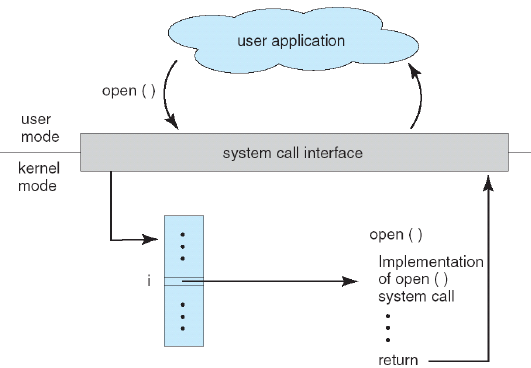 user application
open ( )
user
mode
system call interface
kernel
mode
open ( )
i
Implementation
of open ( )
system call
return